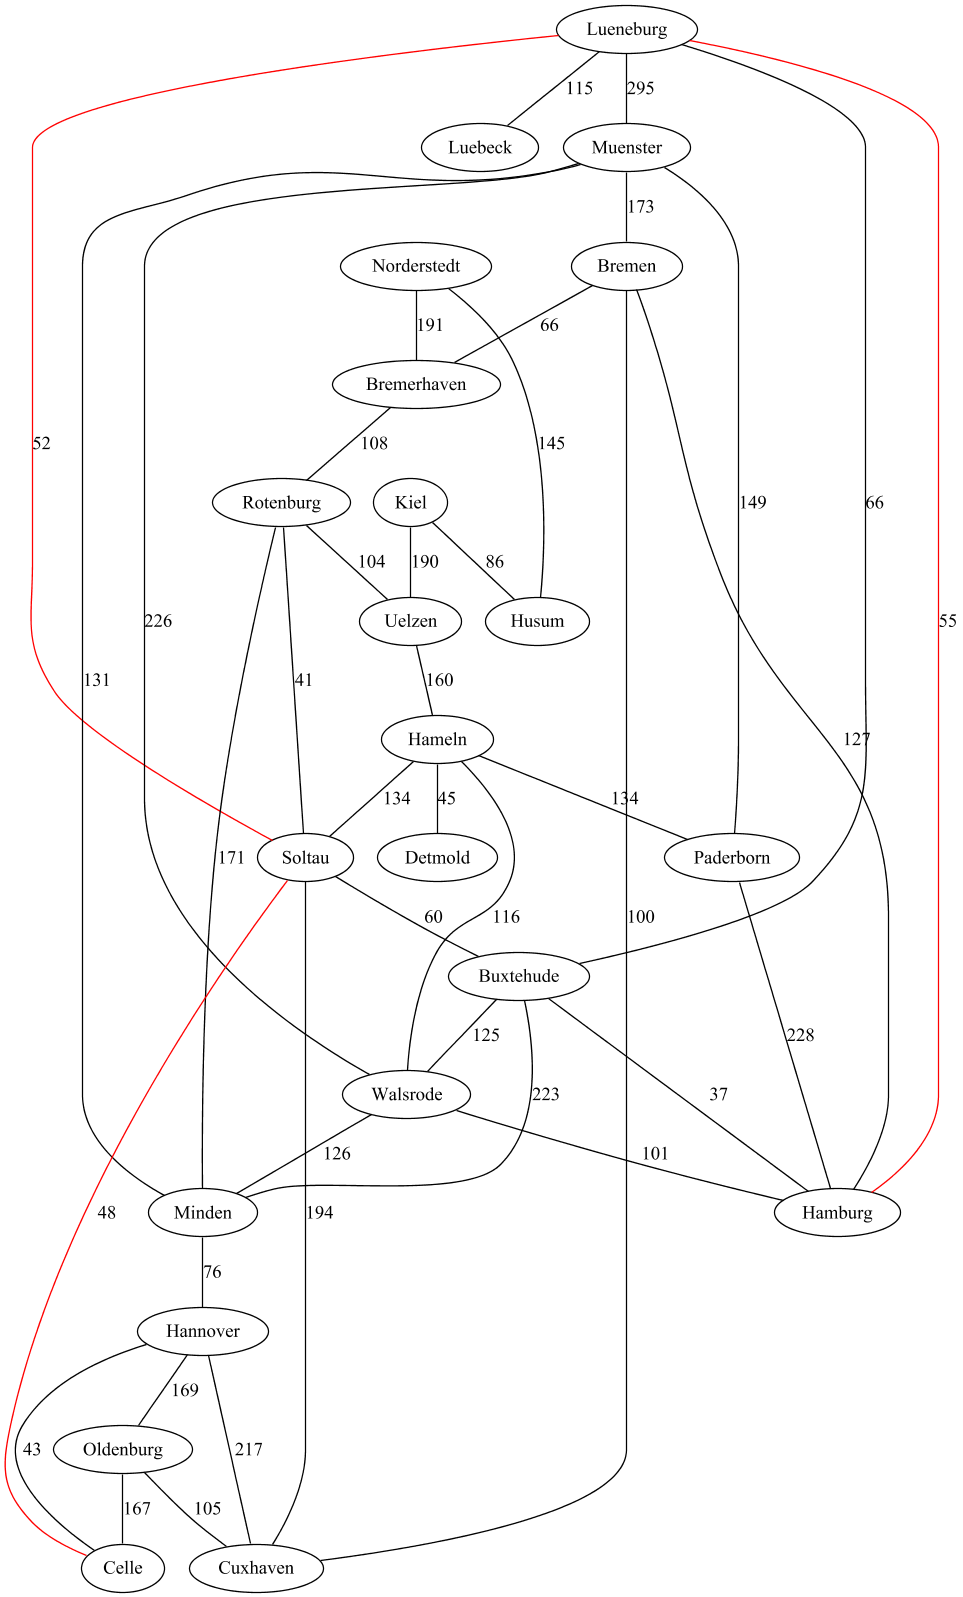 Lueneburg
115
295
Luebeck
Muenster
173
Norderstedt
Bremen
191
66
Bremerhaven
52
108
145
Rotenburg
Kiel
149
66
104
190
86
226
Uelzen
Husum
55
131
41
160
Hameln
127
134
45
134
171
Soltau
Detmold
Paderborn
60
116
100
Buxtehude
125
228
Walsrode
223
37
126
101
48
Minden
194
Hamburg
76
Hannover
169
43
Oldenburg
217
167
105
Celle
Cuxhaven